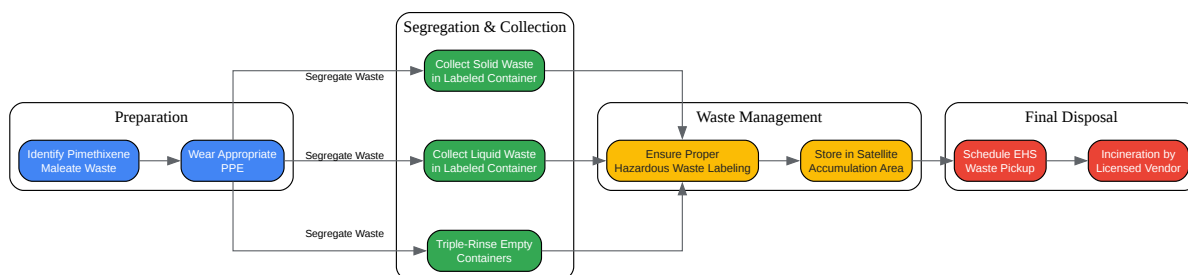 Segregation & Collection
Collect Solid Waste
in Labeled Container
Segregate Waste
Preparation
Waste Management
Final Disposal
Identify Pimethixene
Maleate Waste
Wear Appropriate
PPE
Segregate Waste
Collect Liquid Waste
in Labeled Container
Ensure Proper
Hazardous Waste Labeling
Store in Satellite
Accumulation Area
Schedule EHS
Waste Pickup
Incineration by
Licensed Vendor
Segregate Waste
Triple-Rinse Empty
Containers